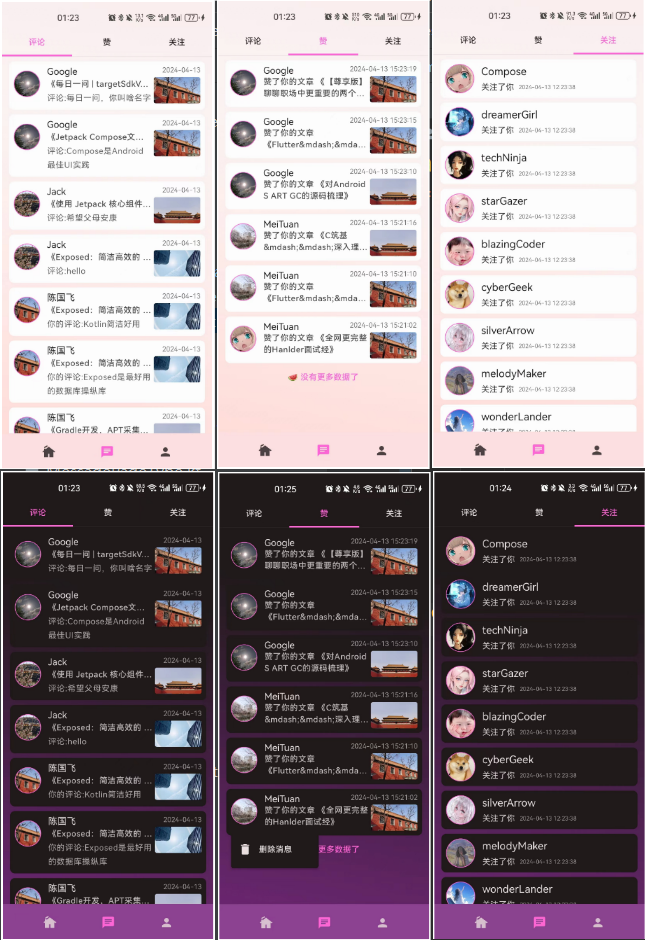 01:23
77
评论
赞
关注
Google
2024-04-13
《每日一问 | targetSdkV...
评论:每日一问，你叫啥名字
Google
2024-04-13
《Jetpack Compose文...
评论:Compose是Android
最佳UI实践
Jack
2024-04-13
《使用 Jetpack 核心组件...
评论:希望父母安康
Jack
2024-04-13
《Exposed：简洁高效的 ...
评论:hello
陈国飞
2024-04-13
《Exposed：简洁高效的 ...
你的评论:Kotlin简洁好用
陈国飞
2024-04-13
《Exposed：简洁高效的 ...
你的评论:Exposed是最好用
的数据库操纵库
陈国飞
2024-04-13
《Gradle开发，APT采集...
01:23
77
评论
赞
关注
Google
2024-04-13 15:23:19
赞了你的文章 《【尊享版】
聊聊职场中更重要的两个...
Google
2024-04-13 15:23:15
赞了你的文章
《Flutter&mdash;&mda...
Google
2024-04-13 15:23:10
赞了你的文章 《对Android
S ART GC的源码梳理》
MeiTuan
2024-04-13 15:21:16
赞了你的文章 《C筑基
&mdash;&mdash;深入理...
MeiTuan
2024-04-13 15:21:10
赞了你的文章
《Flutter&mdash;&mda...
MeiTuan
2024-04-13 15:21:02
赞了你的文章 《全网更完整
的Hanlder面试经》
没有更多数据了
01:23
77
评论
赞
关注
Compose
关注了你 2024-04-13 12:23:38
dreamerGirl
关注了你 2024-04-13 12:23:38
techNinja
关注了你 2024-04-13 12:23:38
starGazer
关注了你 2024-04-13 12:23:38
blazingCoder
关注了你 2024-04-13 12:23:38
cyberGeek
关注了你 2024-04-13 12:23:38
silverArrow
关注了你 2024-04-13 12:23:38
melodyMaker
关注了你 2024-04-13 12:23:38
wonderLander
01:23
77
评论
赞
关注
Google
2024-04-13
《每日一问 | targetSdkV...
评论:每日一问，你叫啥名字
Google
2024-04-13
《Jetpack Compose文...
评论:Compose是Android
最佳UI实践
Jack
2024-04-13
《使用 Jetpack 核心组件...
评论:希望父母安康
Jack
2024-04-13
《Exposed：简洁高效的 ...
评论:hello
陈国飞
2024-04-13
《Exposed：简洁高效的 ...
你的评论:Kotlin简洁好用
陈国飞
2024-04-13
《Exposed：简洁高效的 ...
你的评论:Exposed是最好用
的数据库操纵库
陈国飞
2024-04-13
《Gradle开发，APT采集...
01:25
77
评论
赞
关注
Google
2024-04-13 15:23:19
赞了你的文章 《【尊享版】
聊聊职场中更重要的两个...
Google
2024-04-13 15:23:15
赞了你的文章
《Flutter&mdash;&mda...
Google
2024-04-13 15:23:10
赞了你的文章 《对Android
S ART GC的源码梳理》
MeiTuan
2024-04-13 15:21:16
赞了你的文章 《C筑基
&mdash;&mdash;深入理...
MeiTuan
2024-04-13 15:21:10
赞了你的文章
《Flutter&mdash;&mda...
MeiTuan
2024-04-13 15:21:02
赞了你的文章 《全网更完整
的Hanlder面试经》
删除消息
更多数据了
01:24
77
评论
赞
关注
Compose
关注了你 2024-04-13 12:23:38
dreamerGirl
关注了你 2024-04-13 12:23:38
techNinja
关注了你 2024-04-13 12:23:38
starGazer
关注了你 2024-04-13 12:23:38
blazingCoder
关注了你 2024-04-13 12:23:38
cyberGeek
关注了你 2024-04-13 12:23:38
silverArrow
关注了你 2024-04-13 12:23:38
melodyMaker
关注了你 2024-04-13 12:23:38
wonderLander